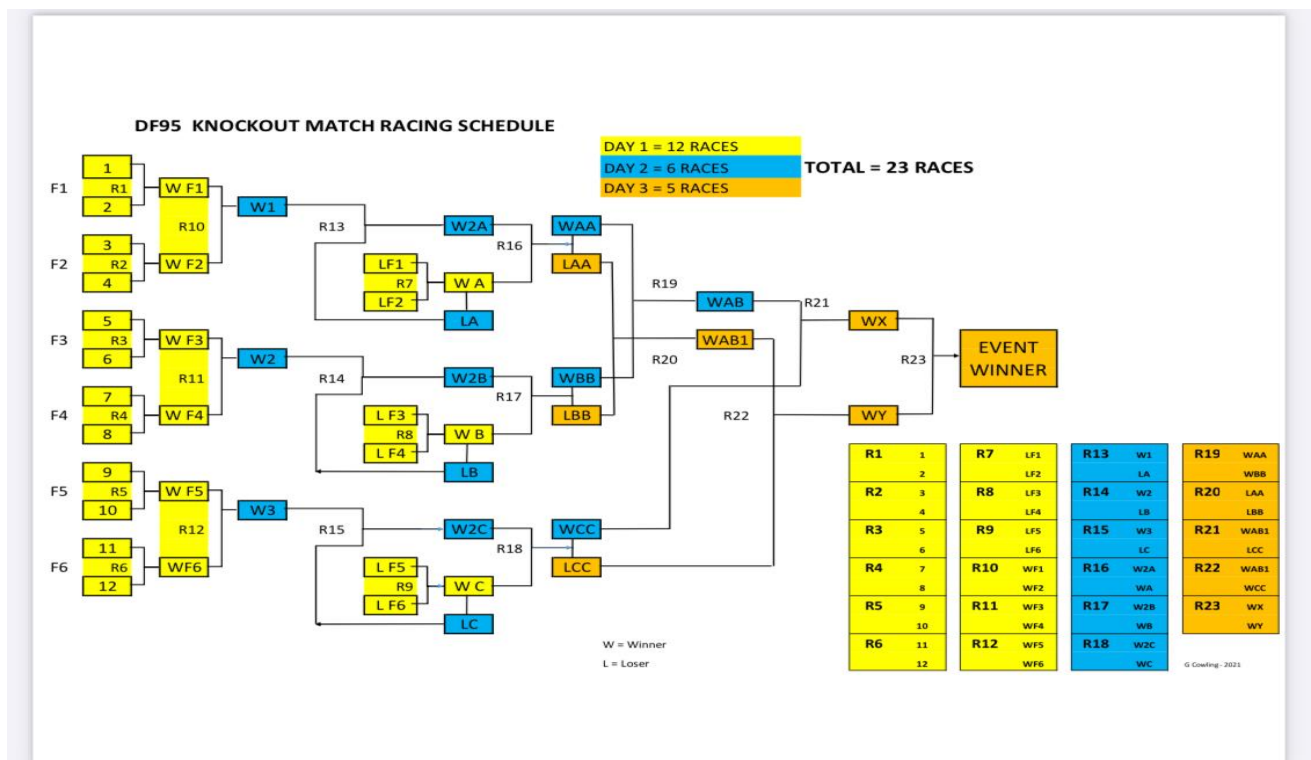 DF95 KNOCKOUT MATCH RACING SCHEDULE
DAY 1 = 12 RACES
DAY 2 = 6 RACES
TOTAL = 23 RACES
DAY 3 = 5 RACES
F1
1
R1
2
W F1
R10
F2
3
R2
4
W F2
W1
R13
W2A
R16
LF1
R7
LF2
W A
LA
WAA
LAA
F3
5
R3
6
W F3
R11
F4
7
R4
8
W F4
W2
R14
W2B
R17
L F3
R8
L F4
W B
LB
WBB
LBB
F5
9
R5
10
W F5
R12
F6
11
R6
12
WF6
W3
R15
W2C
R18
L F5
R9
L F6
W C
LC
WCC
LCC
R19
WAB
R21
WAB1
R20
R22
WX
R23
WY
EVENT
WINNER
W = Winner
L = Loser
R1 1
2
R2 3
4
R3 5
6
R4 7
8
R5 9
10
R6 11
12
R7 LF1
LF2
R8 LF3
LF4
R9 LF5
LF6
R10 WF1
WF2
R11 WF3
WF4
R12 WF5
WF6
R13 W1
LA
R14 W2
LB
R15 W3
LC
R16 W2A
WA
R17 W2B
WB
R18 W2C
WC
R19 WAA
WBB
R20 LAA
LBB
R21 WAB1
LCC
R22 WAB1
WCC
R23 WX
WY
G Cowling - 2021